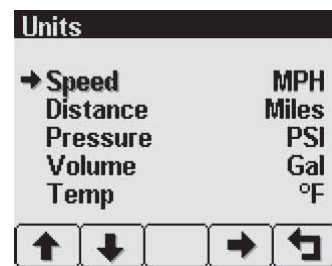 Units
Speed MPH
Distance Miles
Pressure PSI
Volume Gal
Temp °F